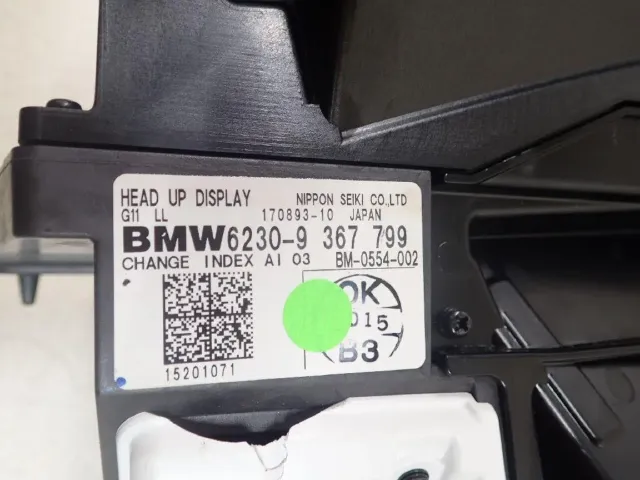 HEAD UP DISPLAY NIPPON SEIKI CO.,LTD
G11 LL 170893-10 JAPAN
BMW 6230-9 367 799
CHANGE INDEX AI 03 BM-0554-002
OK
015
B3
15201071